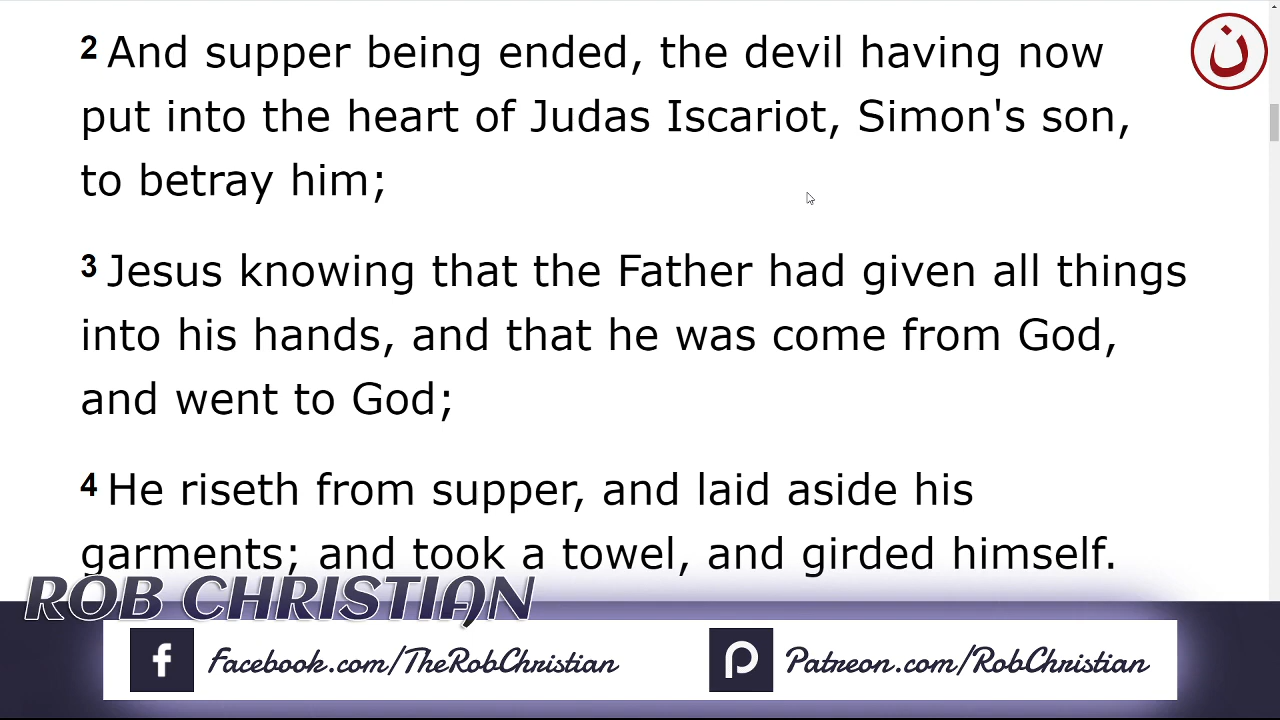 ن
2 And supper being ended, the devil having now
put into the heart of Judas Iscariot, Simon's son,
to betray him;
3 Jesus knowing that the Father had given all things
into his hands, and that he was come from God,
and went to God;
4 He riseth from supper, and laid aside his
garments; and took a towel, and girded himself.
ROB CHRISTIAN
f Facebook.com/TheRobChristian
Patreon.com/RobChristian